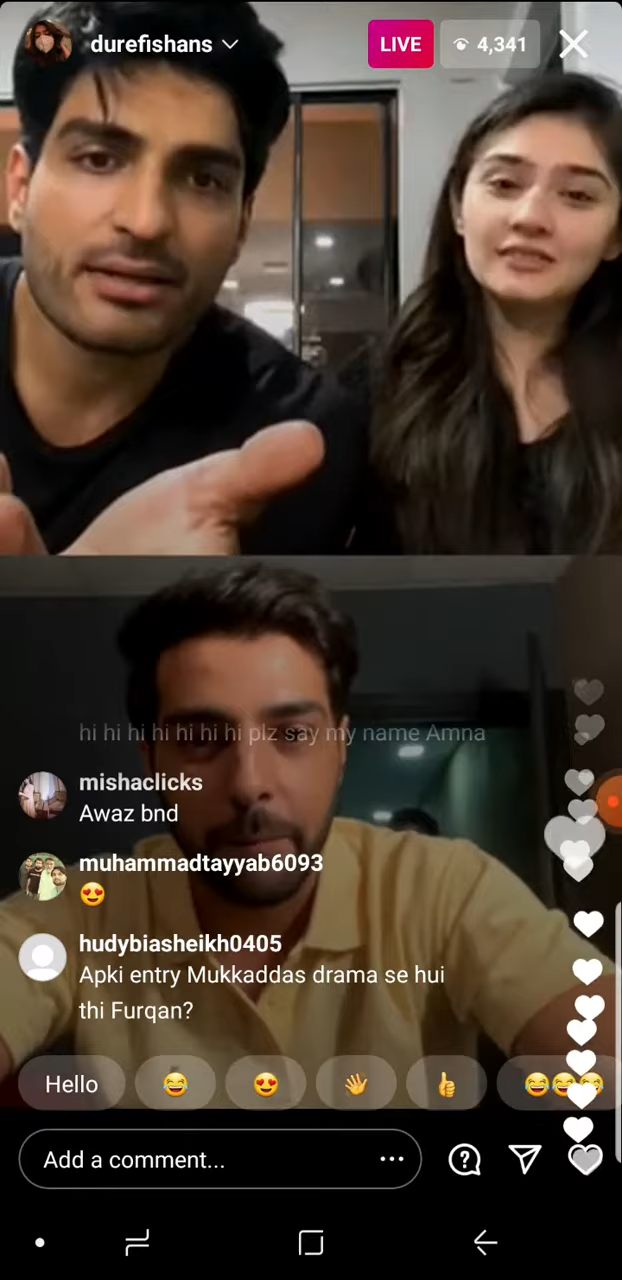 durefishans
LIVE
4,341
hi hi hi hi hi hi hi plz say my name Amna
mishaclicks
Awaz bnd
muhammadtayyab6093
😍
hudybiasheikh0405
Apki entry Mukkaddas drama se hui
thi Furqan?
Hello 😂 😍 👋 👍 😂😂😂
Add a comment...